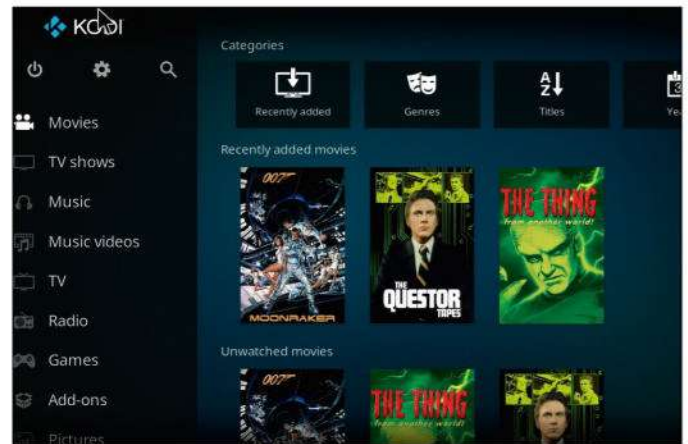 KODI
Movies
TV shows
Music
Music videos
TV
Radio
Games
Add-ons
Pictures
Categories
Recently added
Genres
Titles
Recently added movies
007
MOONRAKER
THE
QUESTOR
TAPES
THE THING
from another world!
Unwatched movies
007
THE THING